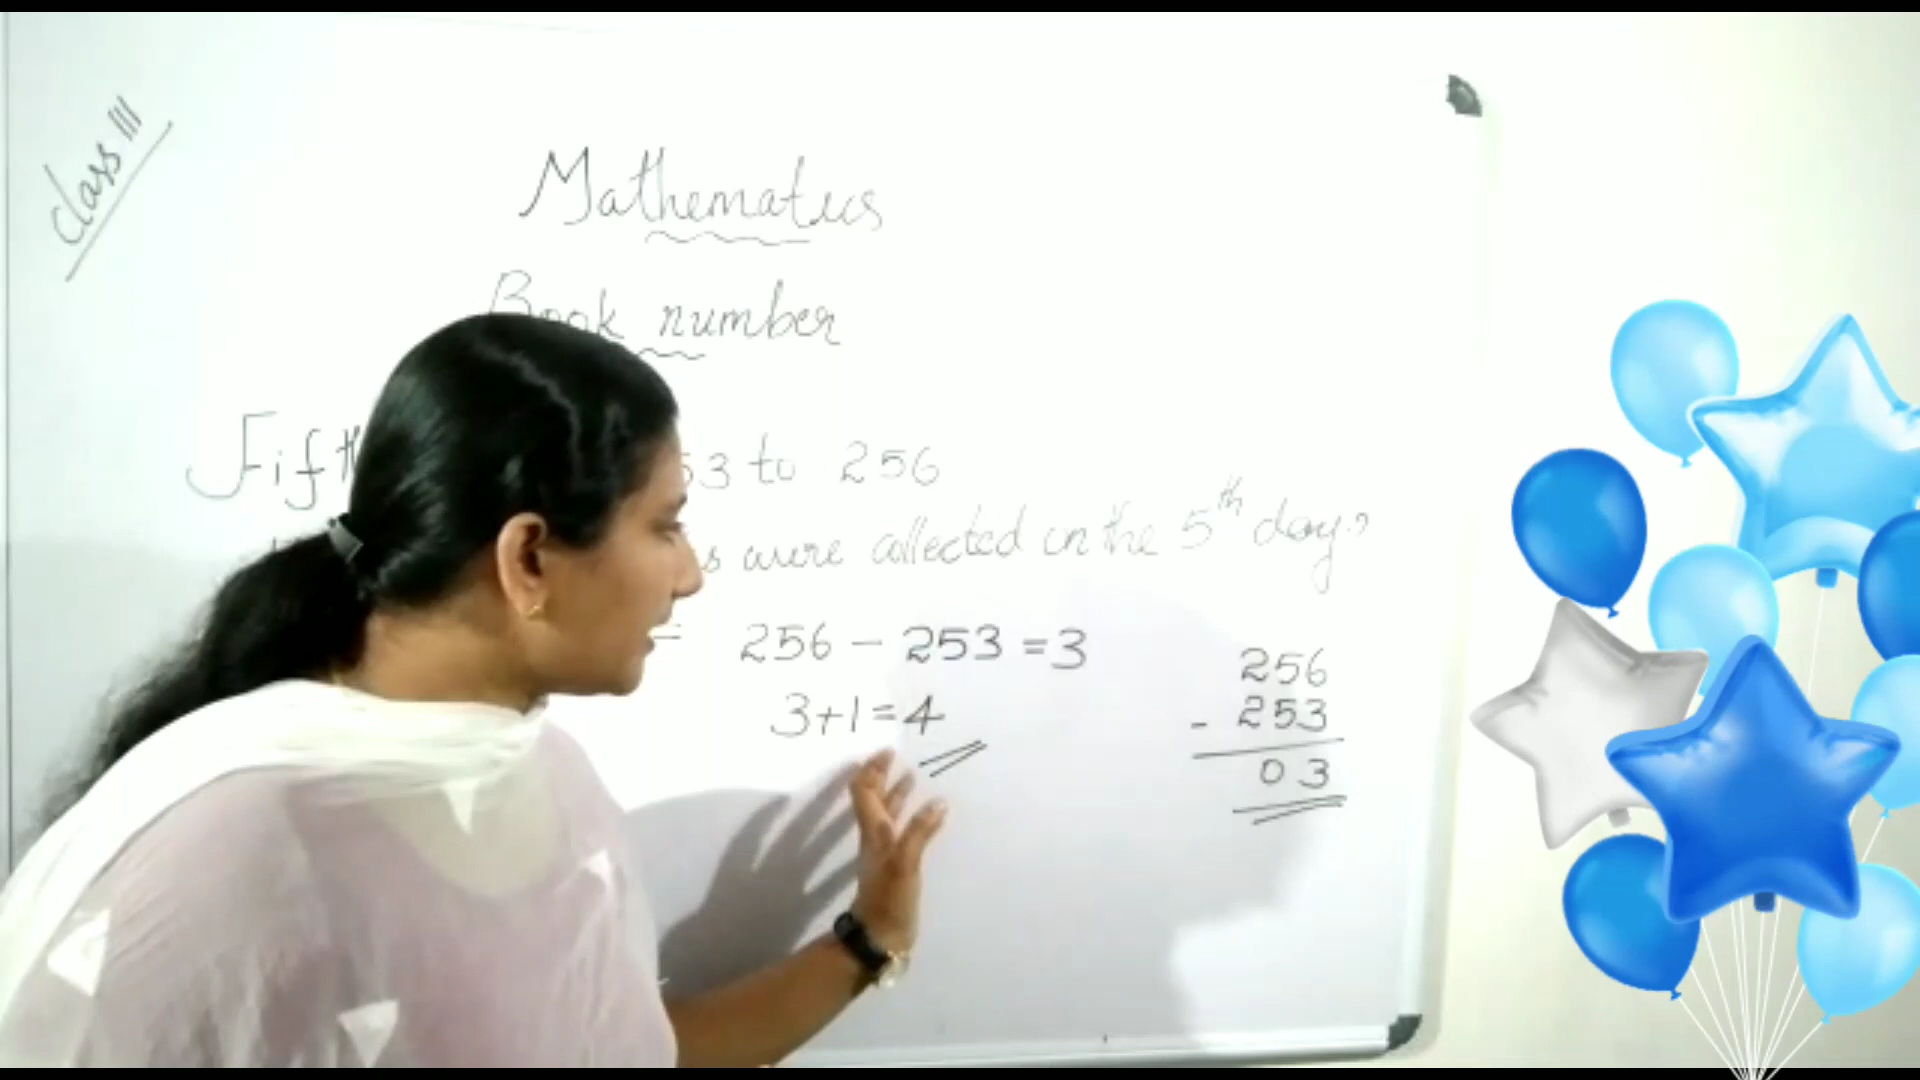 Class III
Mathematics
Book number
53 to 256
were collected on the 5th day?
= 256 - 253 = 3
3+1=4
256
- 253
03